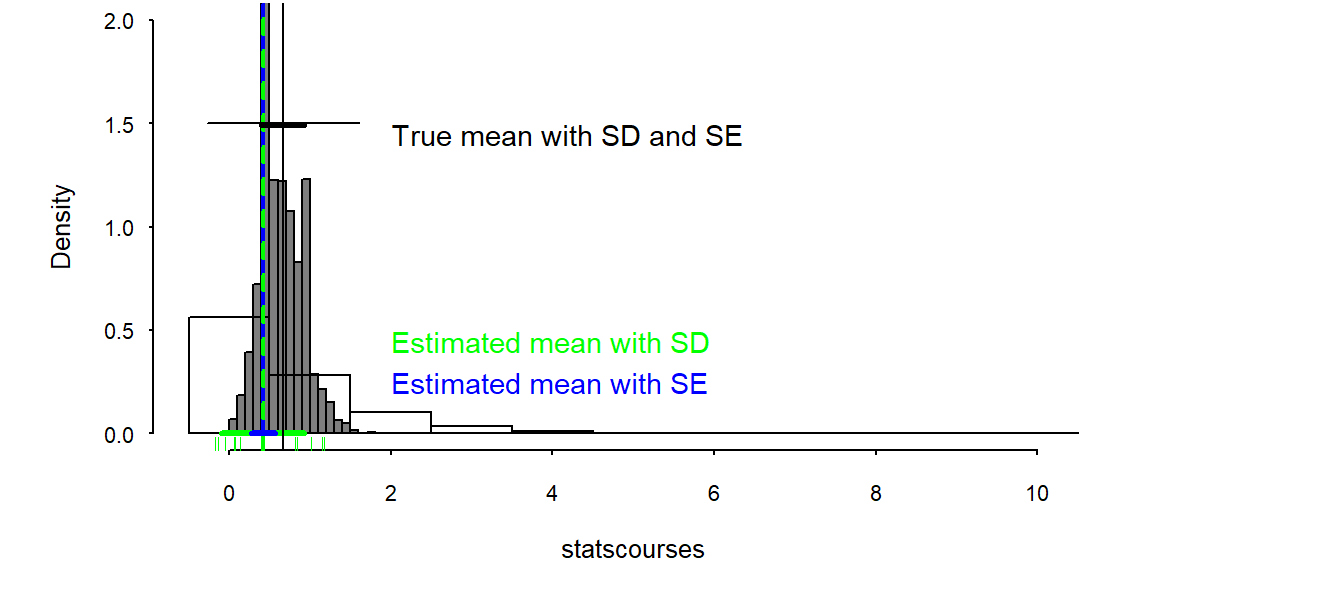 2.0
1.5
True mean with SD and SE
1.0
Density
0.5
Estimated mean with SD
Estimated mean with SE
0.0
0 2 4 6 8 10
statscourses